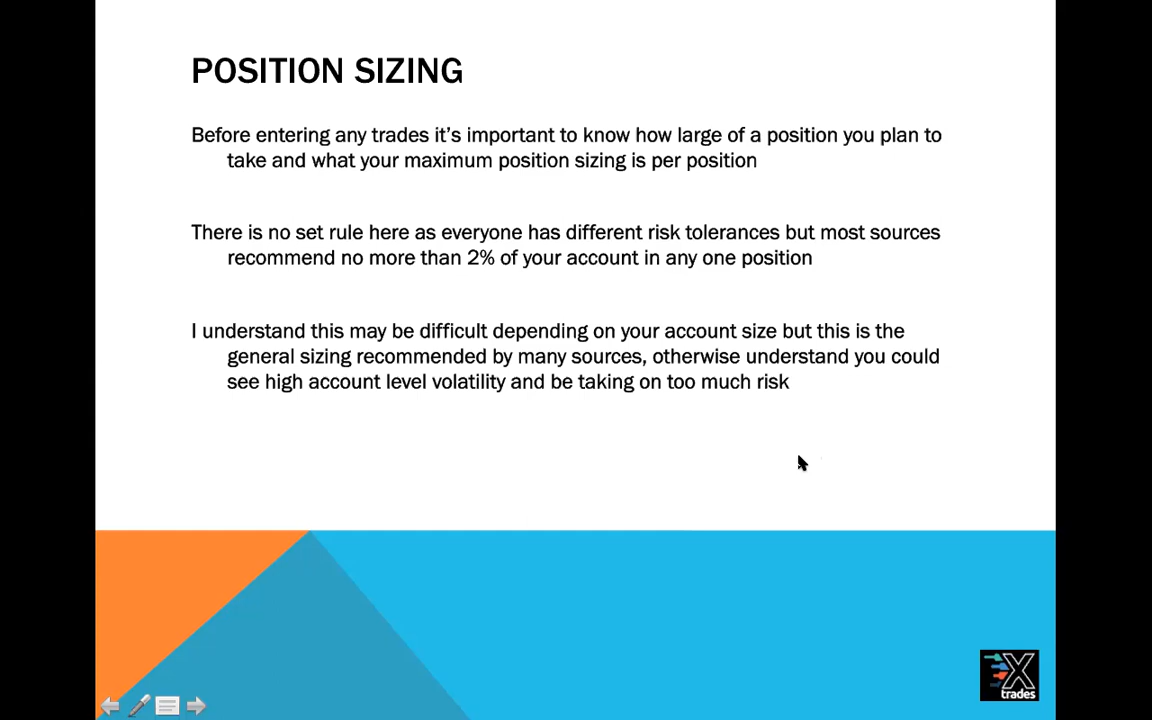 POSITION SIZING
Before entering any trades it's important to know how large of a position you plan to
take and what your maximum position sizing is per position
There is no set rule here as everyone has different risk tolerances but most sources
recommend no more than 2% of your account in any one position
I understand this may be difficult depending on your account size but this is the
general sizing recommended by many sources, otherwise understand you could
see high account level volatility and be taking on too much risk
X
trades